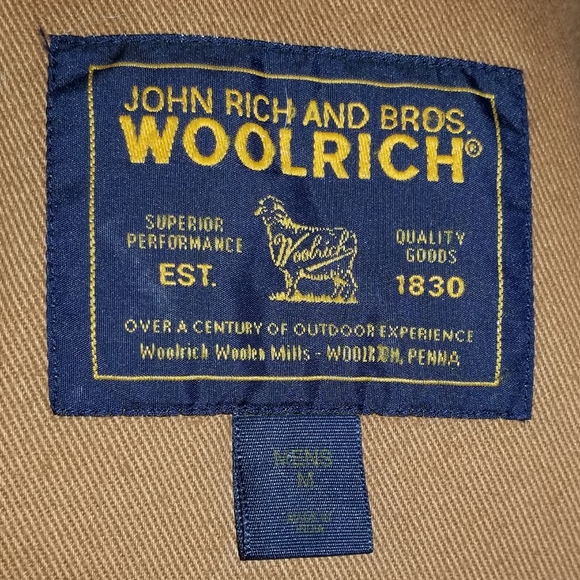 JOHN RICH AND BROS.
WOOLRICH®
SUPERIOR
PERFORMANCE
Woolrich
QUALITY
GOODS
EST.
1830
OVER A CENTURY OF OUTDOOR EXPERIENCE
Woolrich Woolen Mills - WOOLRICH, PENNA
MENS
M